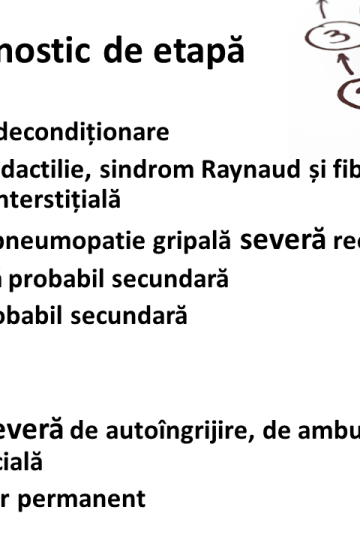 3
nostic de etapă
decondiționare
dactilie, sindrom Raynaud și fib
nterstițială
pneumopatie gripală severă rec
probabil secundară
obabil secundară
everă de autoîngrijire, de ambu
cială
r permanent